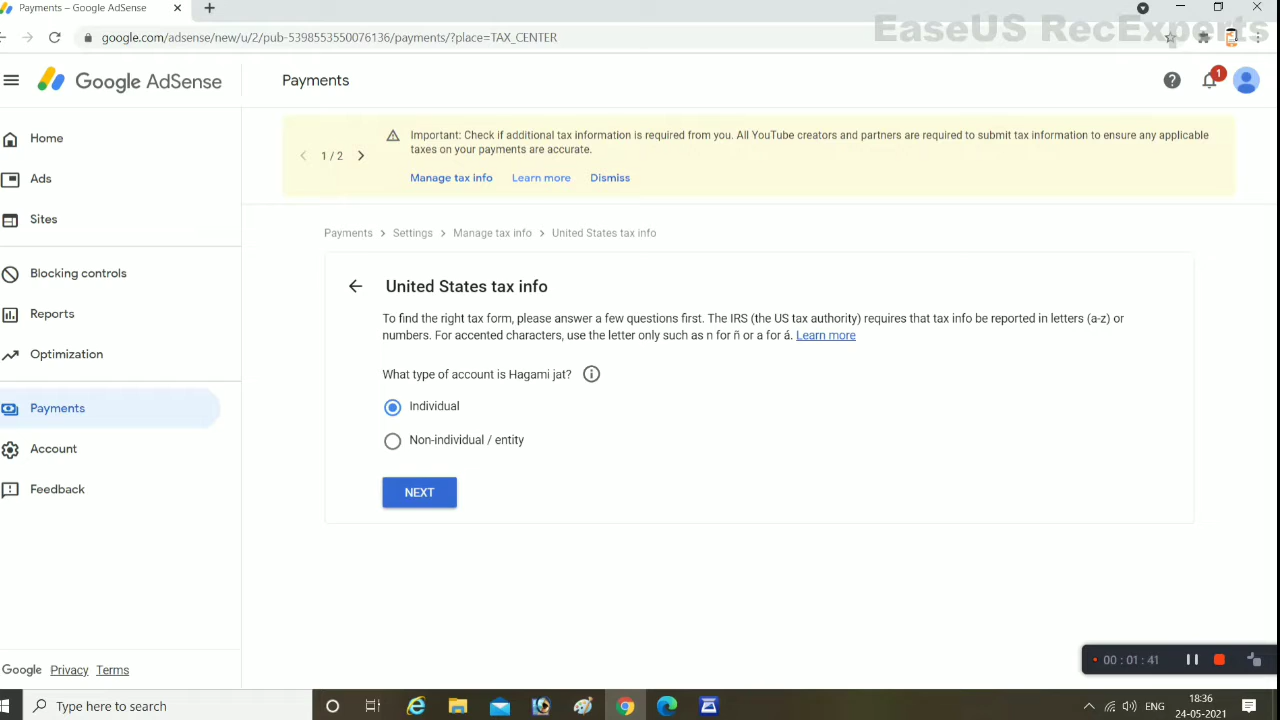 Payments – Google AdSense
google.com/adsense/new/u/2/pub-5398553550076136/payments/?place=TAX_CENTER
EaseUS RecExperts
Google AdSense
Payments
1
Home
Ads
Sites
Blocking controls
Reports
Optimization
Payments
Account
Feedback
1 / 2
Important: Check if additional tax information is required from you. All YouTube creators and partners are required to submit tax information to ensure any applicable
taxes on your payments are accurate.
Manage tax info Learn more Dismiss
Payments > Settings > Manage tax info > United States tax info
United States tax info
To find the right tax form, please answer a few questions first. The IRS (the US tax authority) requires that tax info be reported in letters (a-z) or
numbers. For accented characters, use the letter only such as n for ñ or a for á. Learn more
What type of account is Hagami jat?
Individual
Non-individual / entity
NEXT
Google Privacy Terms
00:01:41
Type here to search
ENG
18:36
24-05-2021